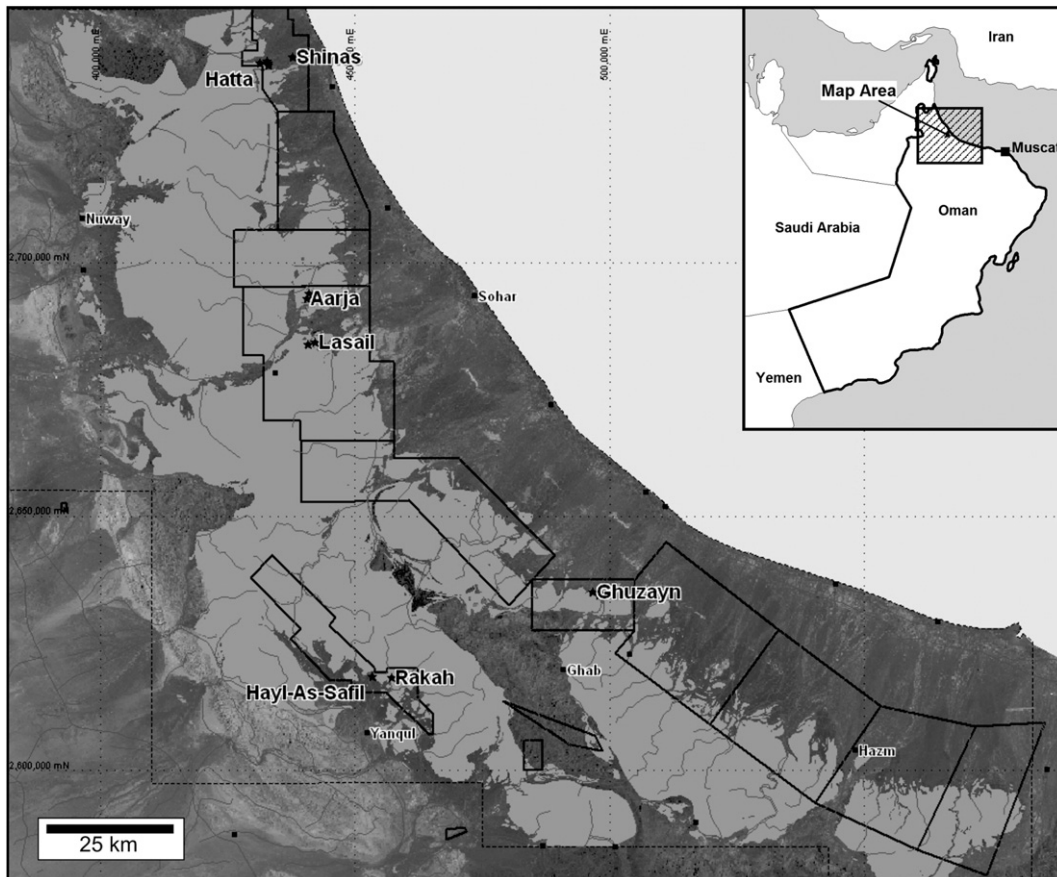 400,000 mE
450,000 mE
500,000 mE
Iran
Map Area
Muscat
Saudi Arabia
Oman
Yemen
Shinas
Hatta
Nuway
2,700,000 mN
Aarja
Sohar
Lasail
2,650,000 mN
Ghuzayn
Ghab
Rakah
Hayl-As-Safil
Yanqul
Hazm
2,600,000 mN
25 km